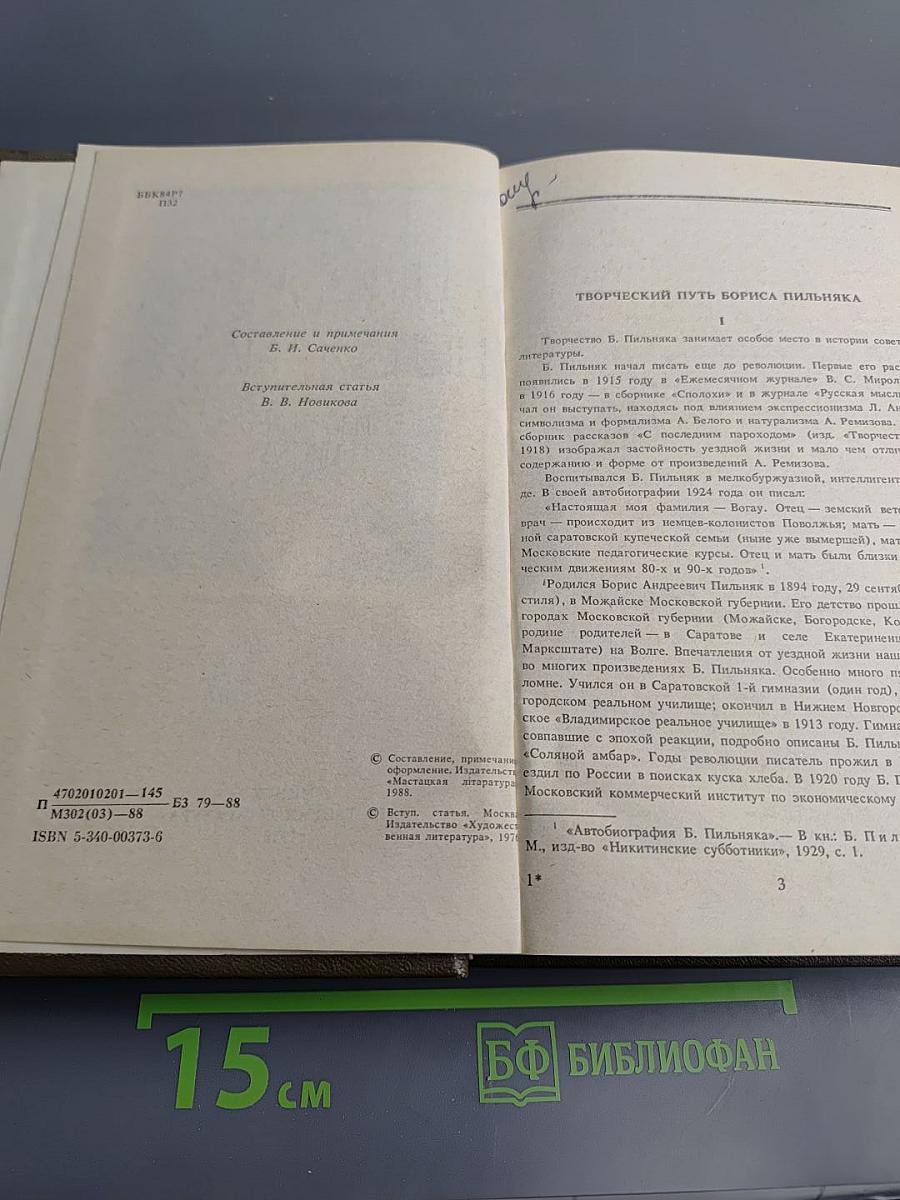 ББК84Р7
П32
Составление и примечания
Б. И. Саченко
Вступительная статья
В. В. Новикова
П 4702010201—145
М302(03)—88
БЗ 79—88
ISBN 5-340-00373-6
© Составление, примечани
оформление. Издательств
«Мастацкая літаратура
1988.
© Вступ. статья. Москва
Издательство «Художест
венная литература», 1976
ТВОРЧЕСКИЙ ПУТЬ БОРИСА ПИЛЬНЯКА
I
Творчество Б. Пильняка занимает особое место в истории совет
литературы.
Б. Пильняк начал писать еще до революции. Первые его рас
появились в 1915 году в «Ежемесячном журнале» В. С. Мирол
в 1916 году — в сборнике «Сполохи» и в журнале «Русская мысль
чал он выступать, находясь под влиянием экспрессионизма Л. Ан
символизма и формализма А. Белого и натурализма А. Ремизова.
сборник рассказов «С последним пароходом» (изд. «Творчест
1918) изображал застойность уездной жизни и мало чем отлич
содержанию и форме от произведений А. Ремизова.
Воспитывался Б. Пильняк в мелкобуржуазной, интеллигент
де. В своей автобиографии 1924 года он писал:
«Настоящая моя фамилия — Вогау. Отец — земский вете
врач — происходит из немцев-колонистов Поволжья; мать —
ной саратовской купеческой семьи (ныне уже вымершей), мат
Московские педагогические курсы. Отец и мать были близки
ческим движениям 80-х и 90-х годов» ¹.
Родился Борис Андреевич Пильняк в 1894 году, 29 сентяб
стиля), в Можайске Московской губернии. Его детство прош
городах Московской губернии (Можайске, Богородске, Ко
родине родителей — в Саратове и селе Екатериненш
Марксштате) на Волге. Впечатления от уездной жизни наш
во многих произведениях Б. Пильняка. Особенно много пи
ломне. Учился он в Саратовской 1-й гимназии (один год),
городском реальном училище; окончил в Нижнем Новгоро
ское «Владимирское реальное училище» в 1913 году. Гимна
совпавшие с эпохой реакции, подробно описаны Б. Пиль
«Соляной амбар». Годы революции писатель прожил в
ездил по России в поисках куска хлеба. В 1920 году Б. П
Московский коммерческий институт по экономическому
¹ «Автобиография Б. Пильняка».— В кн.: Б. Пил
М., изд-во «Никитинские субботники», 1929, с. 1.
1*
3
15 см
БФ БИБЛИОФАН